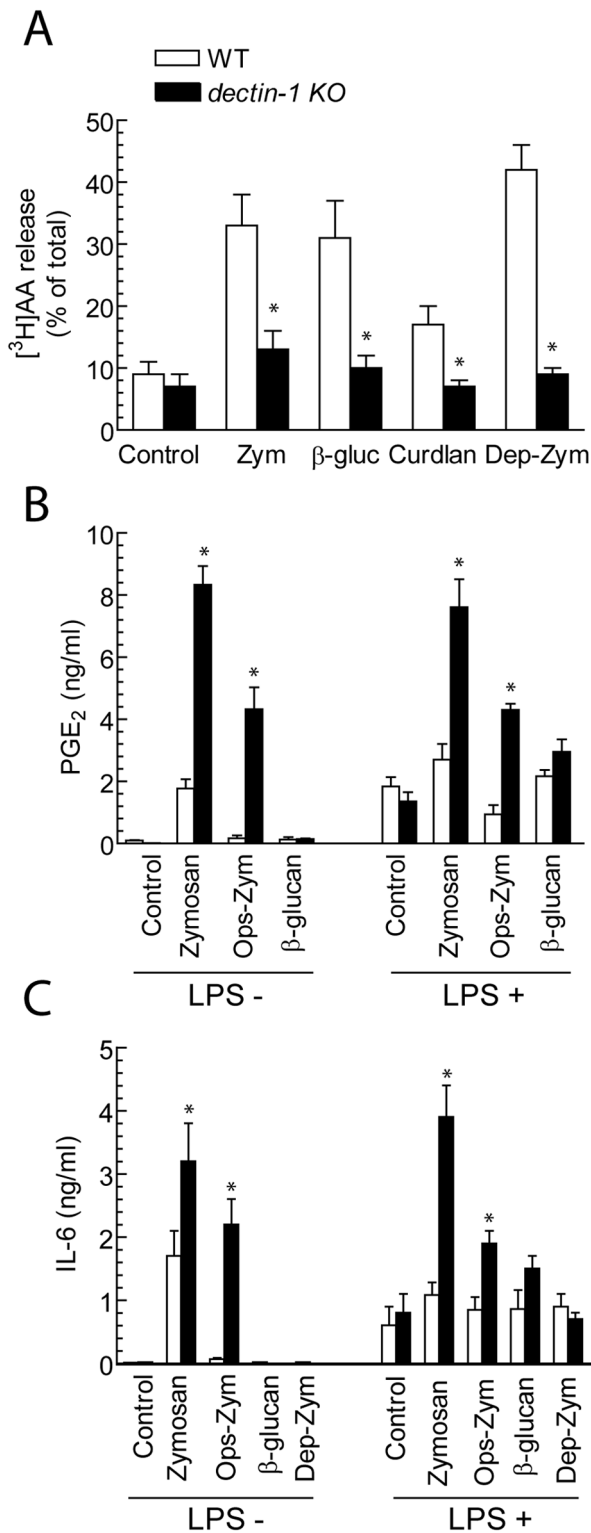 A
WT
dectin-1 KO
[³H]AA release
(% of total)
50
40
30
20
10
0
* * * *
Control Zym β-gluc Curdlan Dep-Zym
B
PGE₂ (ng/ml)
10
8
6
4
2
0
* * * *
Control Zymosan Ops-Zym β-glucan Control Zymosan Ops-Zym β-glucan
LPS - LPS +
C
IL-6 (ng/ml)
5
4
3
2
1
0
* * * *
Control Zymosan Ops-Zym β-glucan Dep-Zym Control Zymosan Ops-Zym β-glucan Dep-Zym
LPS - LPS +